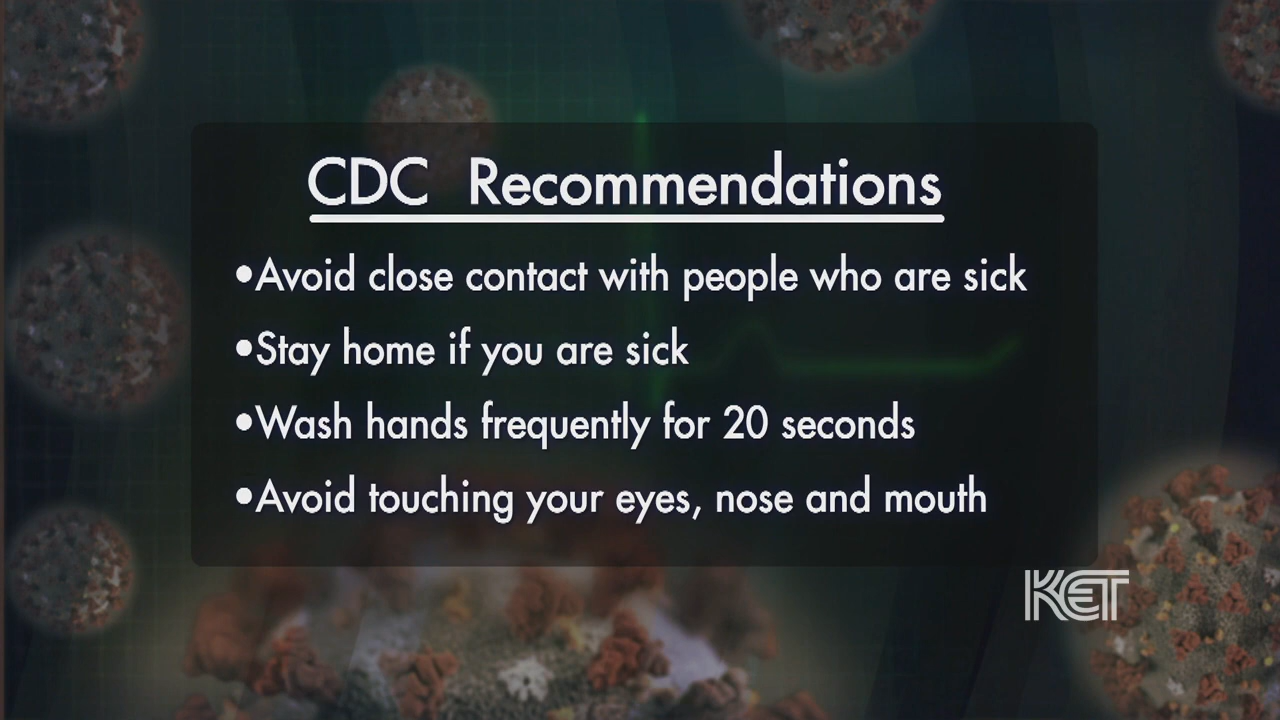 CDC Recommendations
•Avoid close contact with people who are sick
•Stay home if you are sick
•Wash hands frequently for 20 seconds
•Avoid touching your eyes, nose and mouth
KET